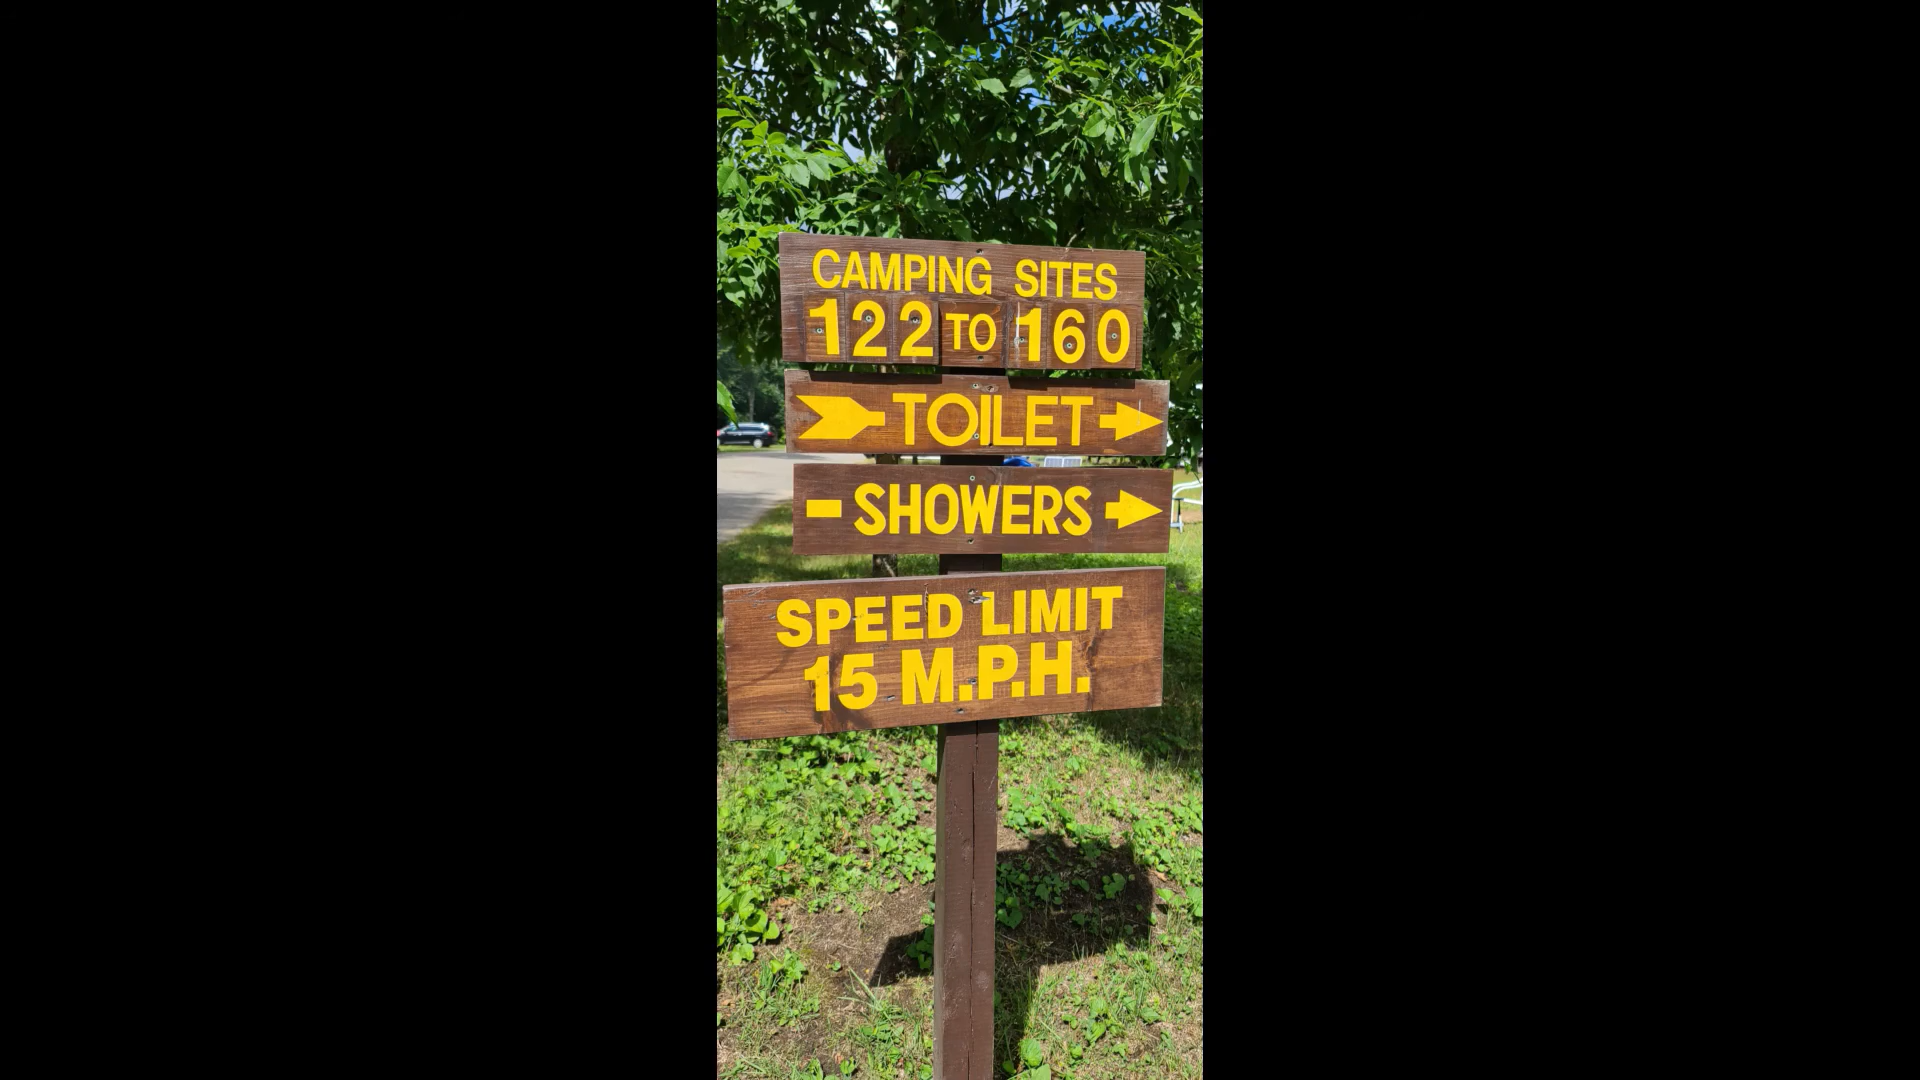 CAMPING SITES
122 TO 160
TOILET
SHOWERS
SPEED LIMIT
15 M.P.H.